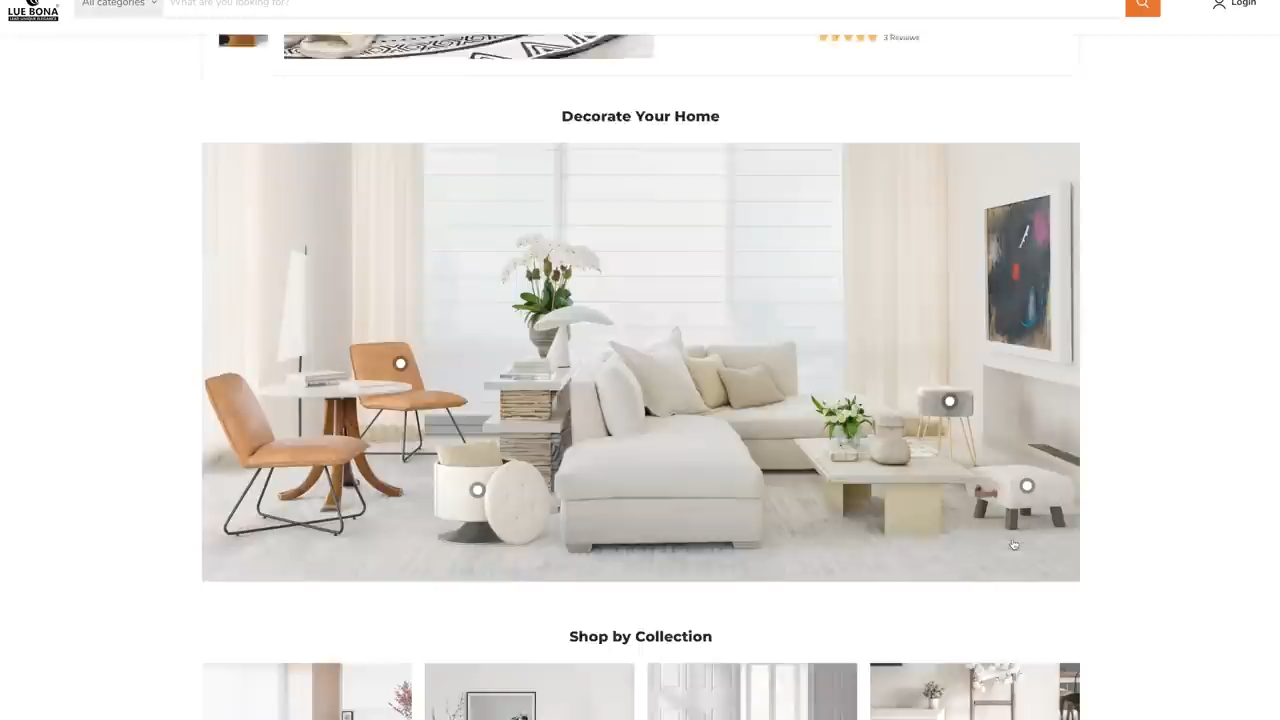 LUE BONA
All categories
What are you looking for?
Login
3 Reviews
Decorate Your Home
Shop by Collection